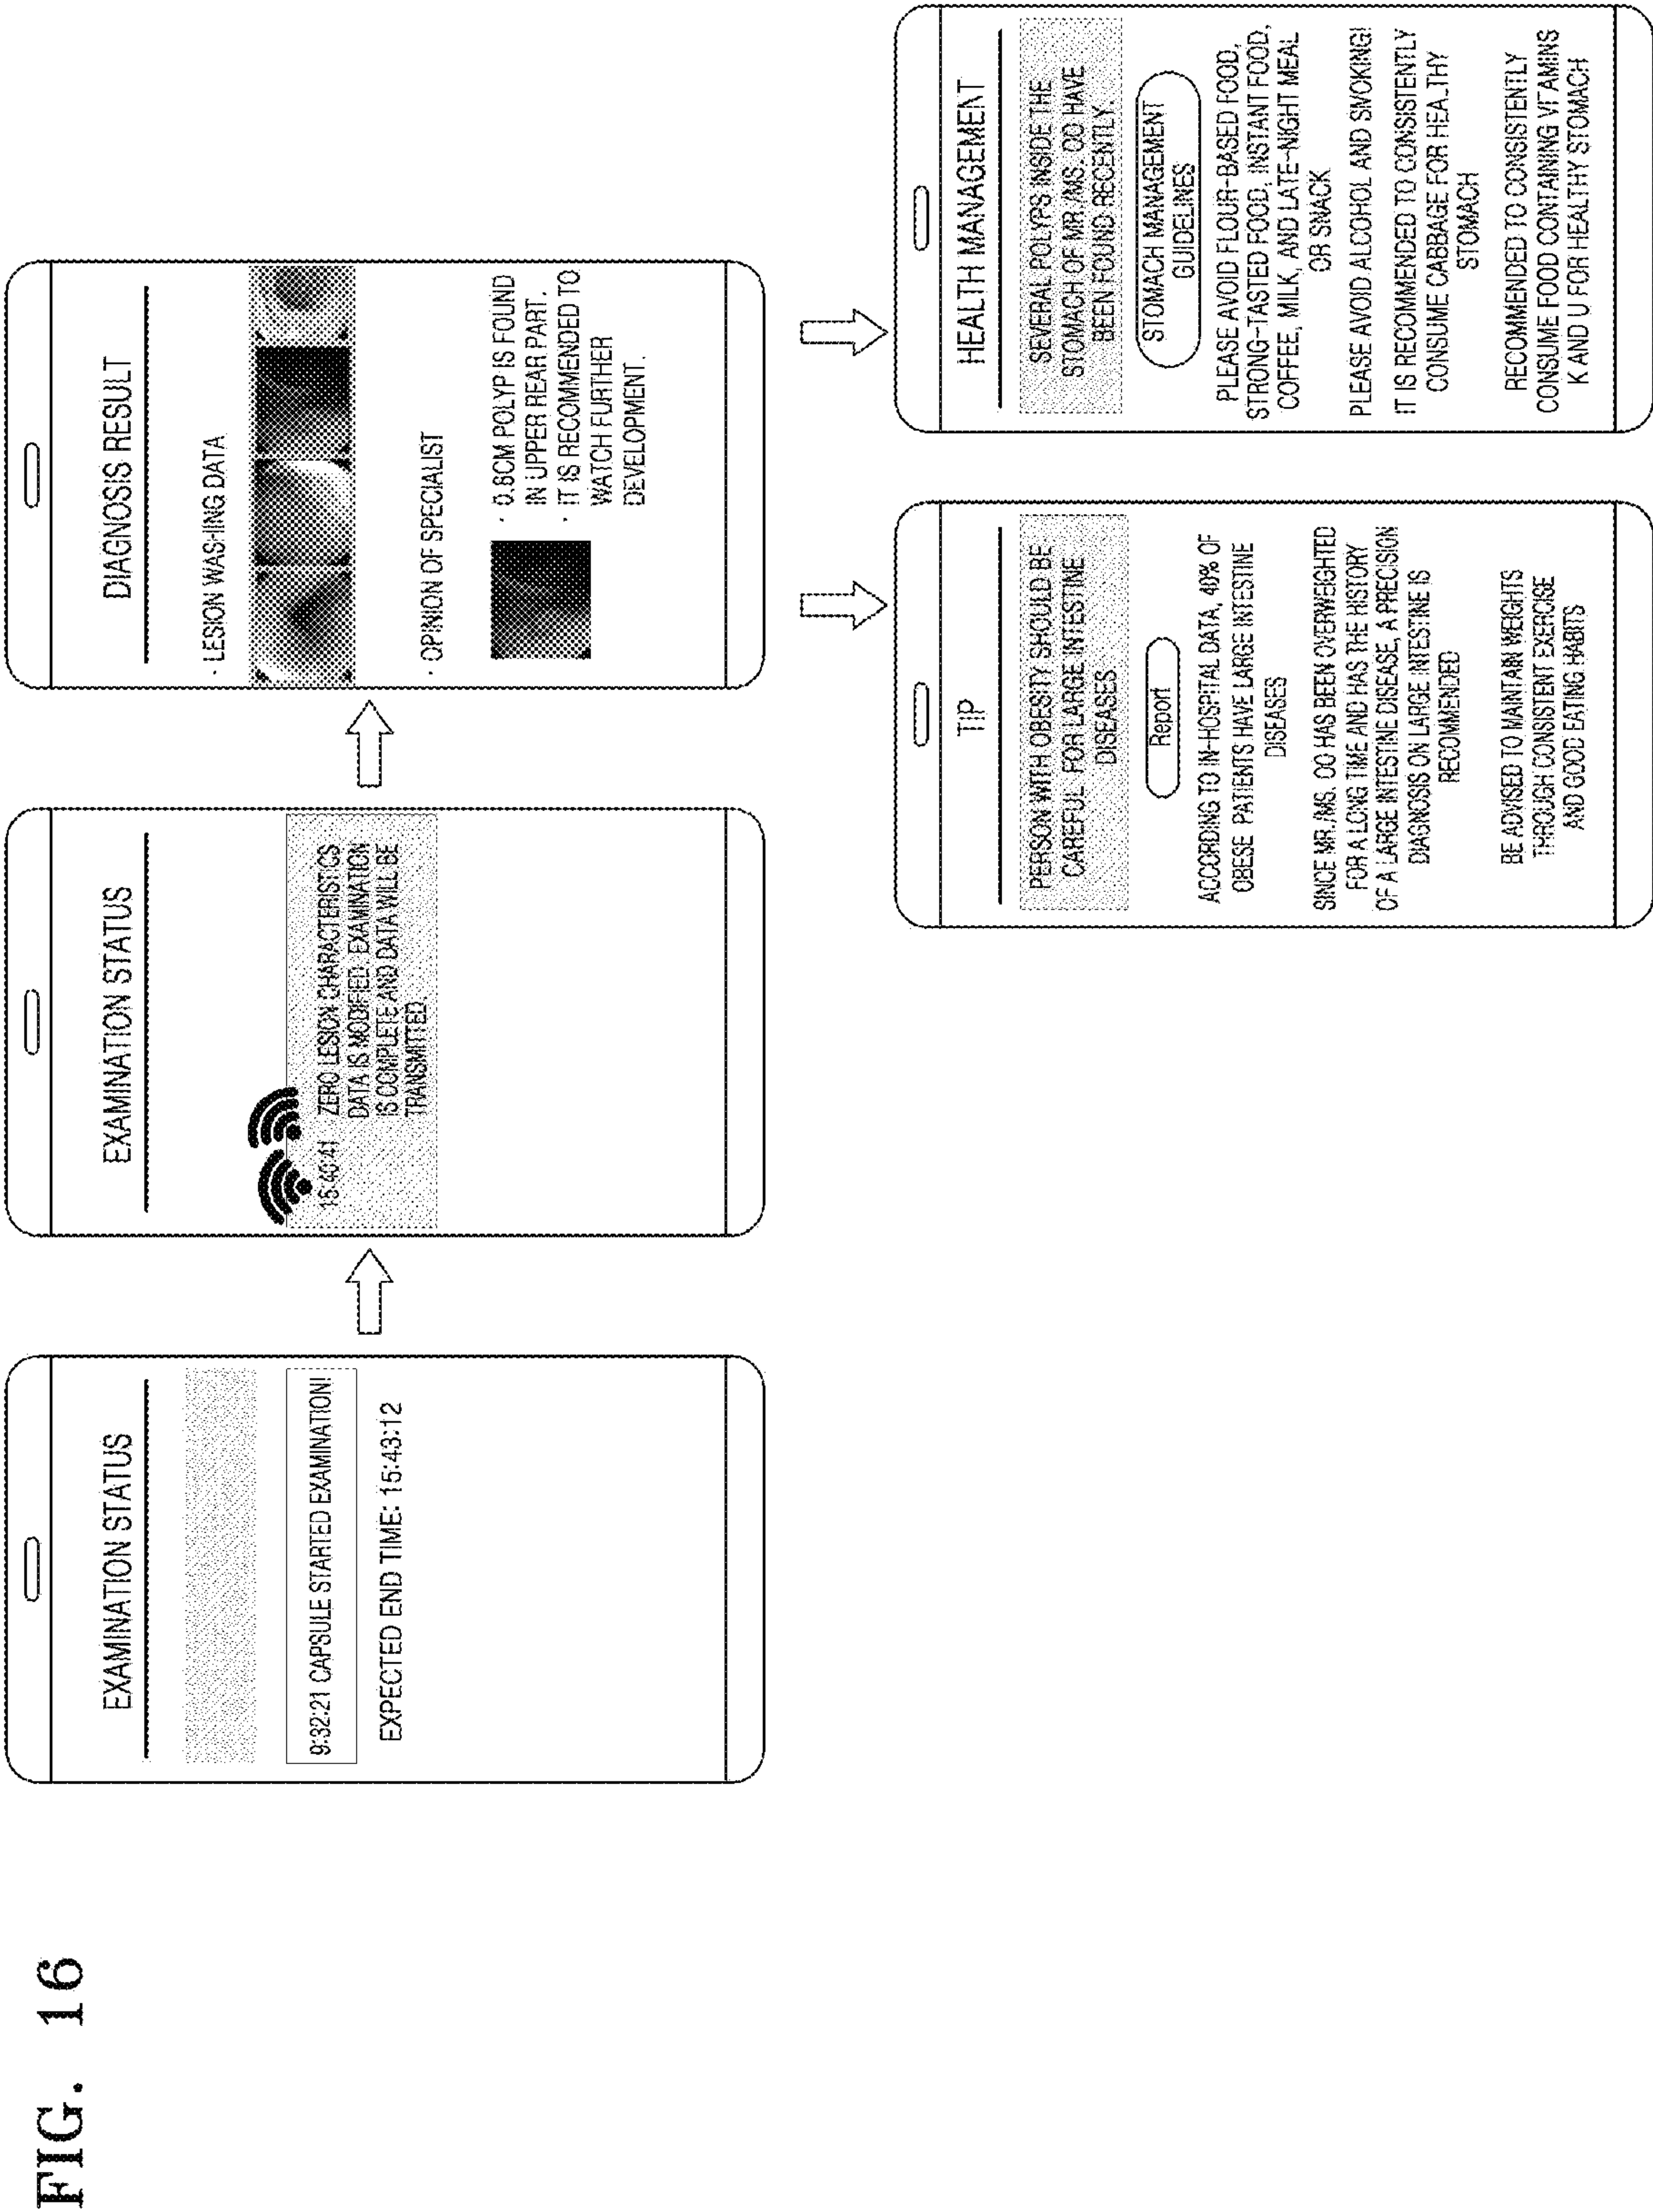 FIG. 16
EXAMINATION STATUS
9:32:21 CAPSULE STARTED EXAMINATION!
EXPECTED END TIME: 15:43:12
EXAMINATION STATUS
15:40:41 ZERO LESION CHARACTERISTICS
DATA IS MODIFIED. EXAMINATION
IS COMPLETE AND DATA WILL BE
TRANSMITTED.
DIAGNOSIS RESULT
· LESION WASHING DATA
· OPINION OF SPECIALIST
· 0.8CM POLYP IS FOUND
IN UPPER REAR PART.
· IT IS RECOMMENDED TO
WATCH FURTHER
DEVELOPMENT.
TIP
PERSON WITH OBESITY SHOULD BE
CAREFUL FOR LARGE INTESTINE
DISEASES
Report
ACCORDING TO IN-HOSPITAL DATA, 40% OF
OBESE PATIENTS HAVE LARGE INTESTINE
DISEASES
SINCE MR./MS. OO HAS BEEN OVERWEIGHTED
FOR A LONG TIME AND HAS THE HISTORY
OF A LARGE INTESTINE DISEASE, A PRECISION
DIAGNOSIS ON LARGE INTESTINE IS
RECOMMENDED
BE ADVISED TO MAINTAIN WEIGHTS
THROUGH CONSISTENT EXERCISE
AND GOOD EATING HABITS
HEALTH MANAGEMENT
SEVERAL POLYPS INSIDE THE
STOMACH OF MR./MS. OO HAVE
BEEN FOUND RECENTLY.
STOMACH MANAGEMENT
GUIDELINES
PLEASE AVOID FLOUR-BASED FOOD,
STRONG-TASTED FOOD, INSTANT FOOD,
COFFEE, MILK, AND LATE-NIGHT MEAL
OR SNACK
PLEASE AVOID ALCOHOL AND SMOKING!
IT IS RECOMMENDED TO CONSISTENTLY
CONSUME CABBAGE FOR HEALTHY
STOMACH
RECOMMENDED TO CONSISTENTLY
CONSUME FOOD CONTAINING VITAMINS
K AND U FOR HEALTHY STOMACH